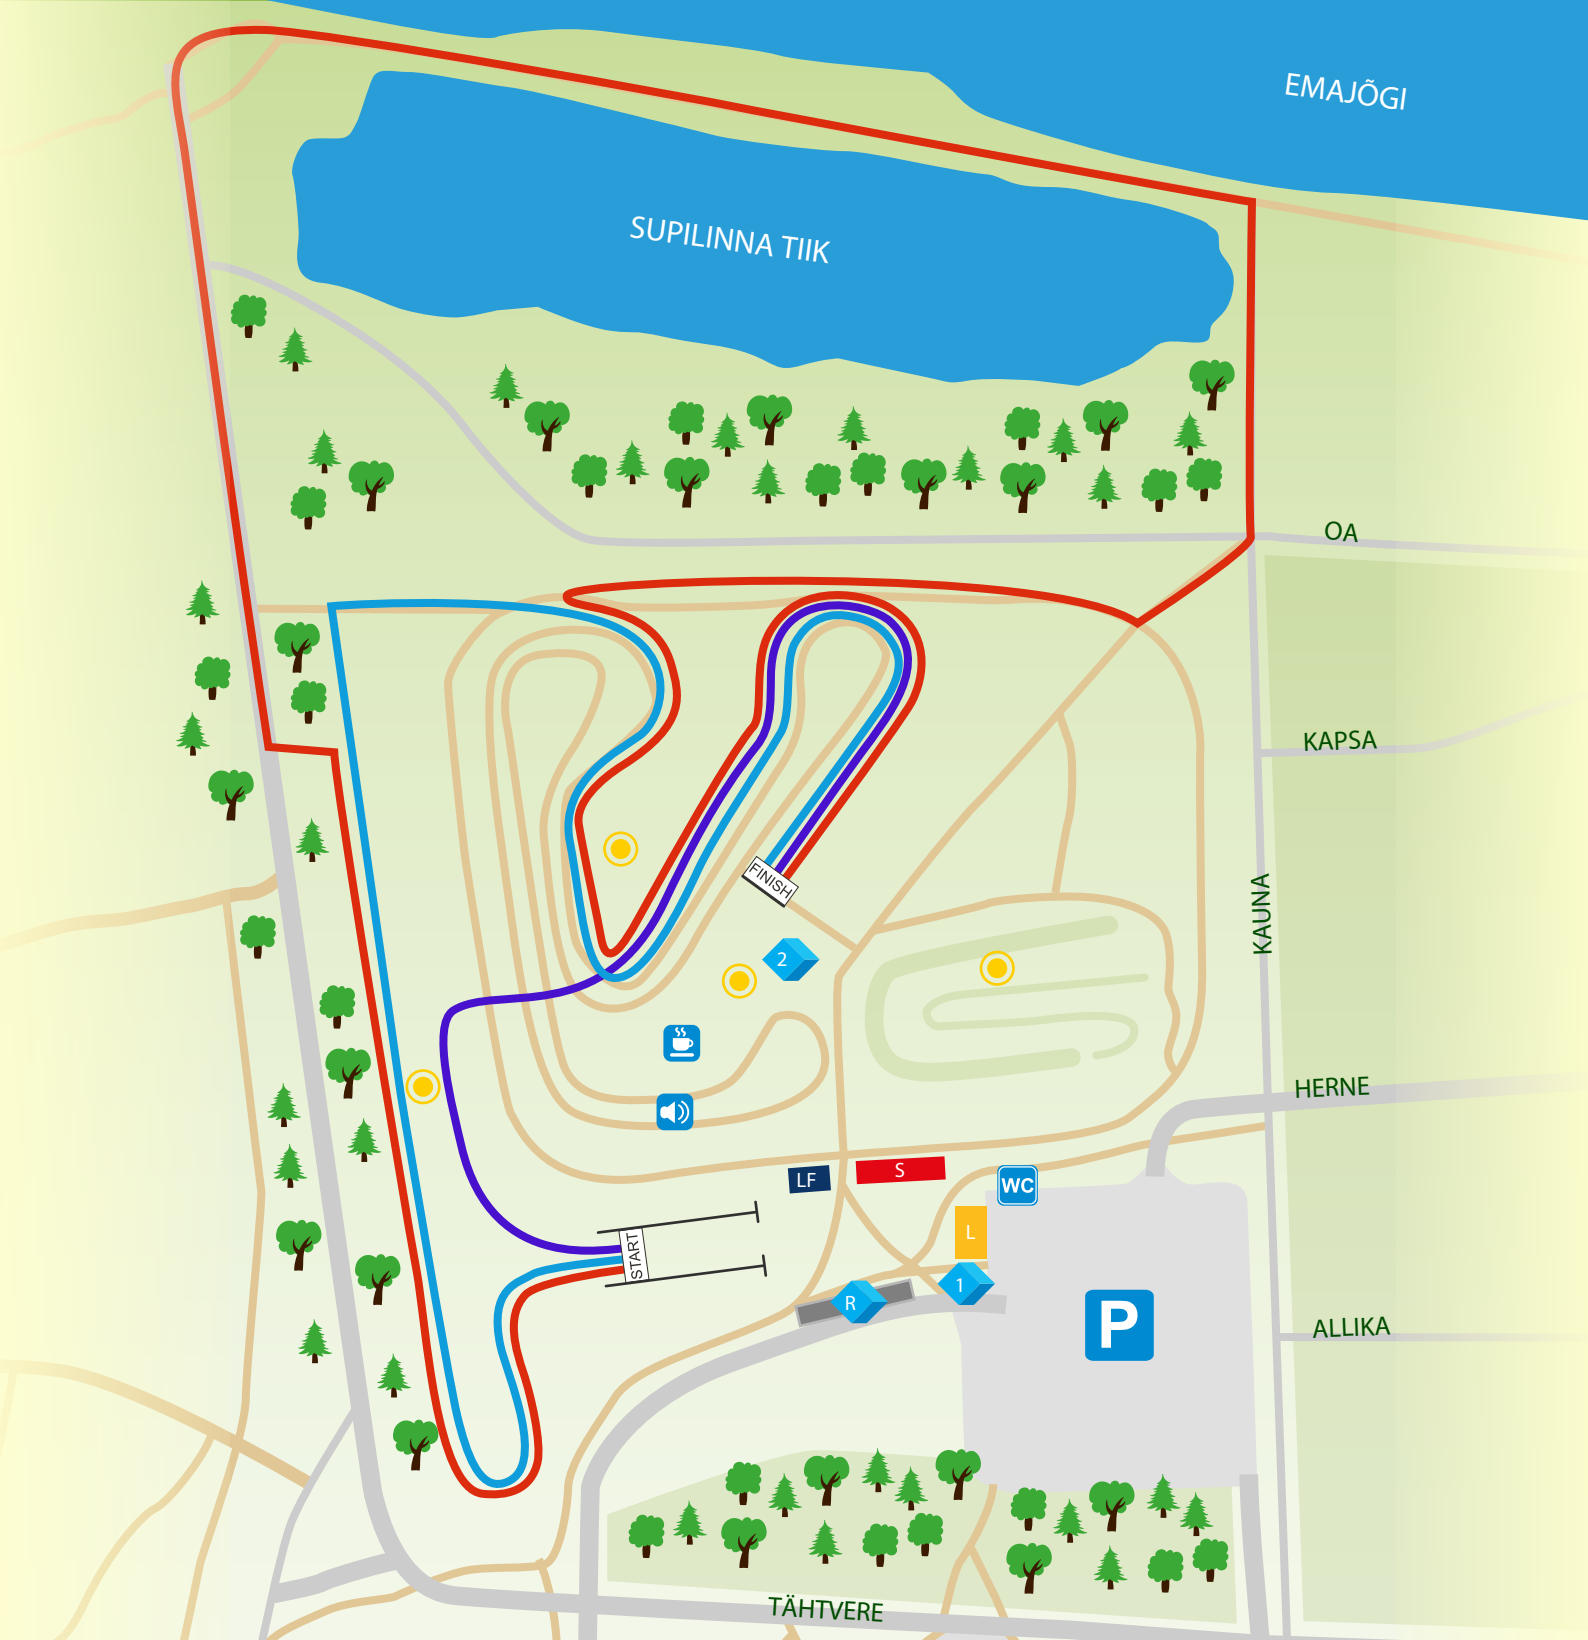 EMAJÕGI
SUPILINNA TIIK
OA
KAPSA
FINISH
KAUNA
2
HERNE
LF
S
WC
START
L
R
1
P
ALLIKA
TÄHTVERE